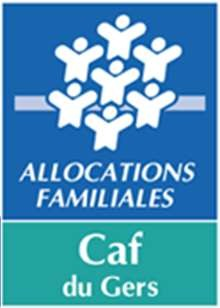 ALLOCATIONS
FAMILIALES
Caf
du Gers